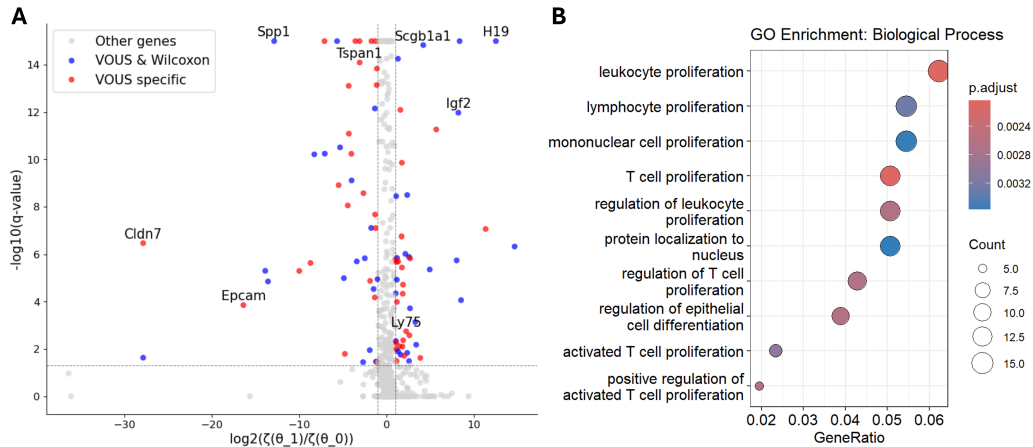 A
Spp1
Scgb1a1
H19
Other genes
VOUS & Wilcoxon
VOUS specific
Tspan1
Igf2
Cldn7
Epcam
Ly75
14
12
10
8
6
4
2
0
-log10(q-value)
−30
−20
−10
0
10
log2(ζ(θ_1)/ζ(θ_0))
B
GO Enrichment: Biological Process
leukocyte proliferation
lymphocyte proliferation
mononuclear cell proliferation
T cell proliferation
regulation of leukocyte
proliferation
protein localization to
nucleus
regulation of T cell
proliferation
regulation of epithelial
cell differentiation
activated T cell proliferation
positive regulation of
activated T cell proliferation
0.02
0.03
0.04
0.05
0.06
GeneRatio
p.adjust
0.0024
0.0028
0.0032
Count
5.0
7.5
10.0
12.5
15.0